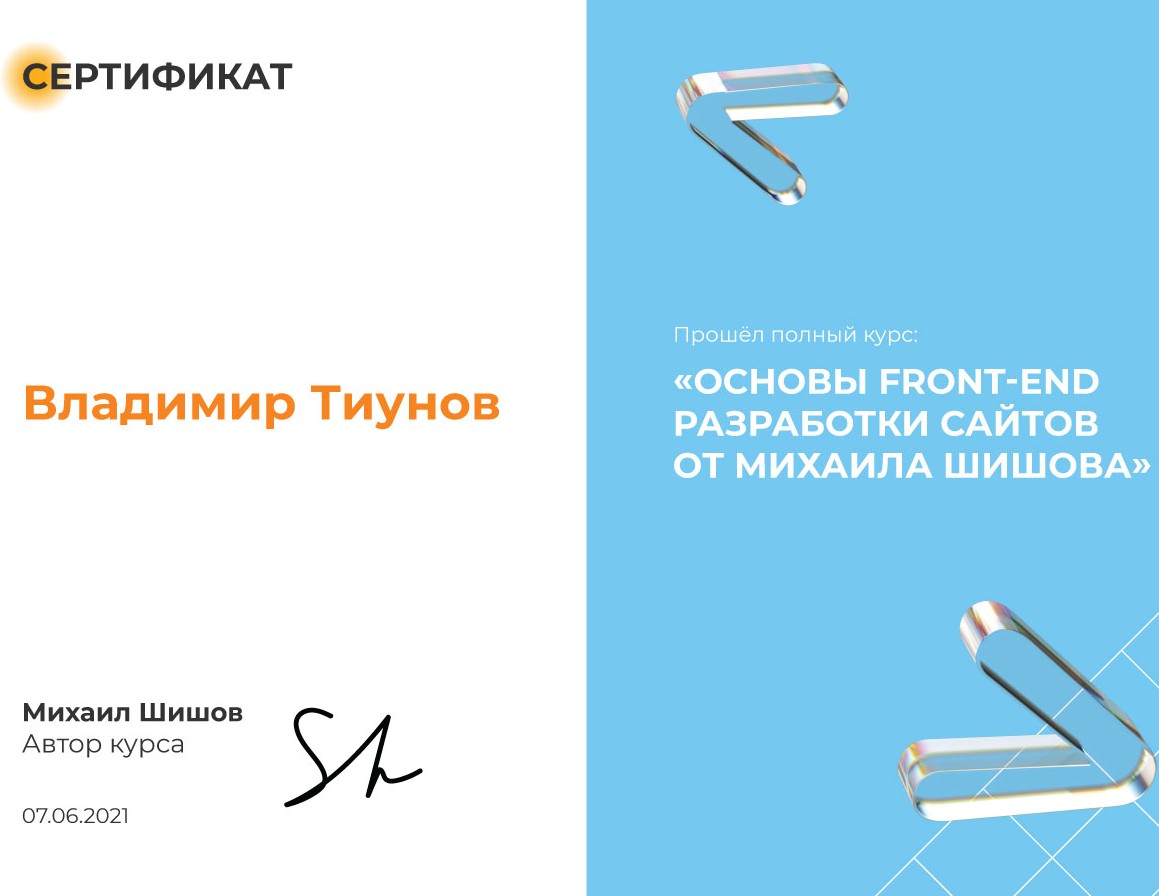 СЕРТИФИКАТ
Владимир Тиунов
Михаил Шишов
Автор курса
07.06.2021
Прошёл полный курс:
«ОСНОВЫ FRONT-END
РАЗРАБОТКИ САЙТОВ
ОТ МИХАИЛА ШИШОВА»